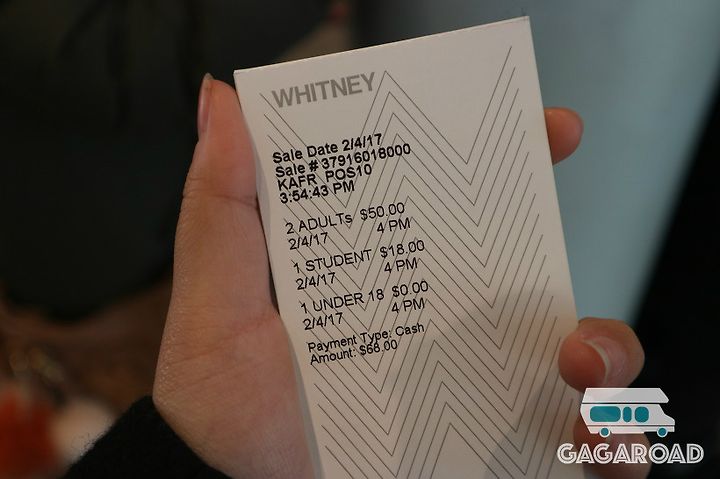 WHITNEY
Sale Date 2/4/17
Sale # 37916018000
KAFR_POS10
3:54:43 PM
2 ADULTs $50.00
2/4/17 4 PM
1 STUDENT $18.00
2/4/17 4 PM
1 UNDER 18 $0.00
2/4/17 4 PM
Payment Type: Cash
Amount: $68.00
GAGAROAD